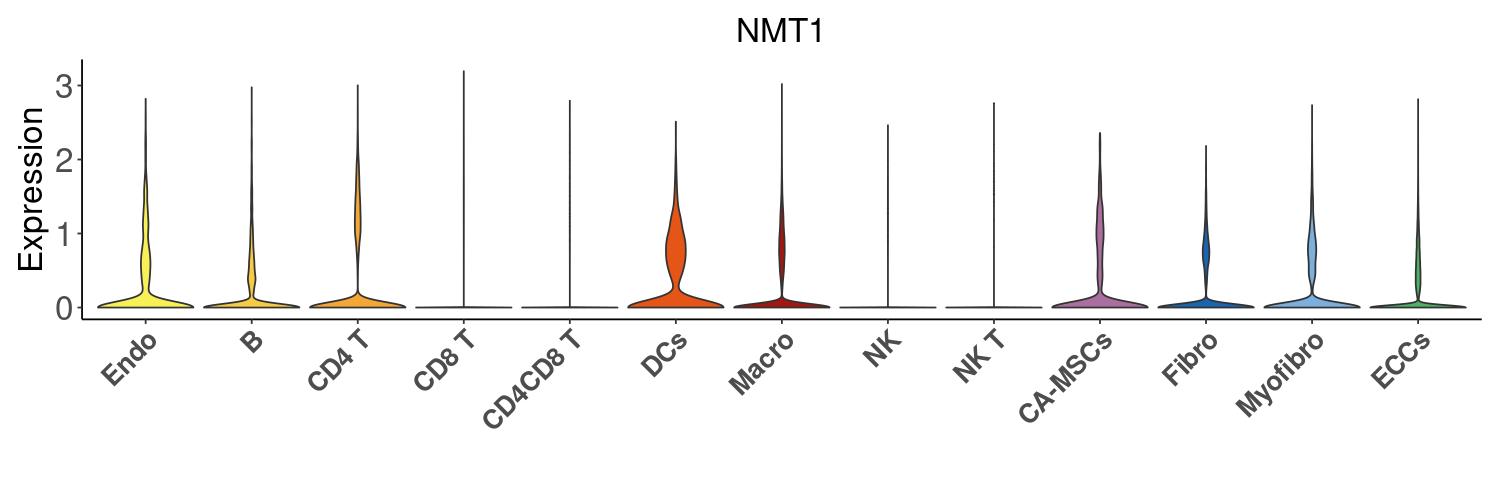 NMT1
Expression
3
2
1
0
Endo
B
CD4 T
CD8 T
CD4CD8 T
DCs
Macro
NK
NK T
CA-MSCs
Fibro
Myofibro
ECCs